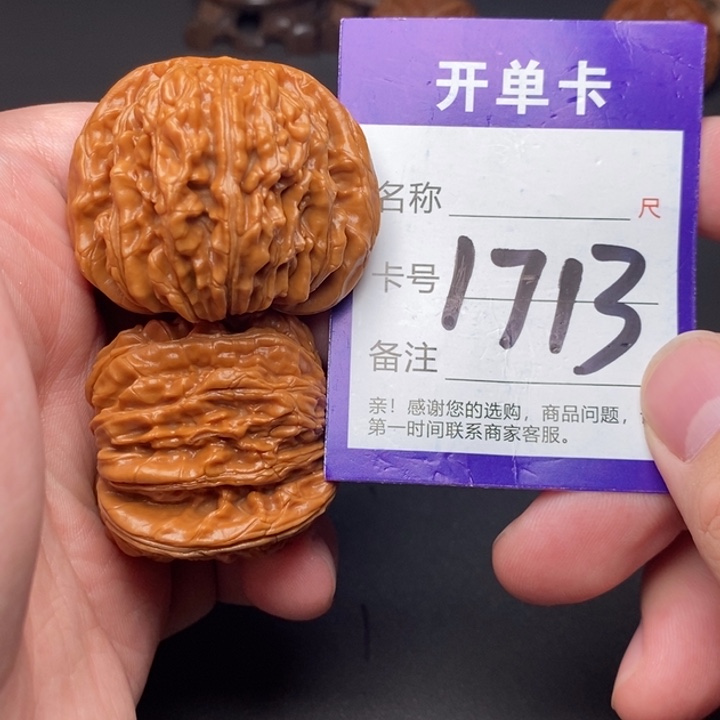 开单卡
名称 尺
卡号 1713
备注
亲！感谢您的选购，商品问题，
第一时间联系商家客服。